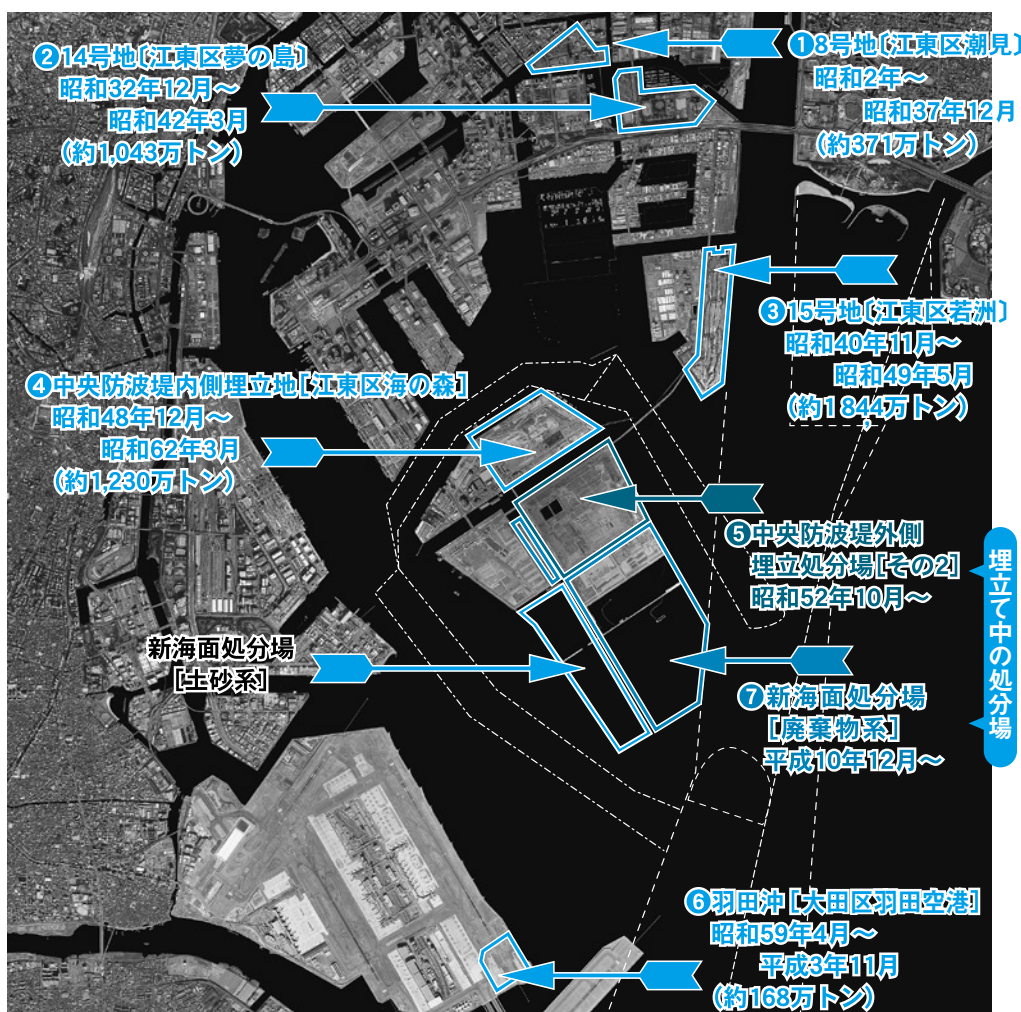 ❶8号地〔江東区潮見〕
昭和2年〜
昭和37年12月
（約371万トン）
❷14号地〔江東区夢の島〕
昭和32年12月〜
昭和42年3月
（約1,043万トン）
❸15号地〔江東区若洲〕
昭和40年11月〜
昭和49年5月
（約1,844万トン）
❹中央防波堤内側埋立地［江東区海の森］
昭和48年12月〜
昭和62年3月
（約1,230万トン）
❺中央防波堤外側
埋立処分場［その2］
昭和52年10月〜
埋立て中の処分場
新海面処分場
［土砂系］
❼新海面処分場
［廃棄物系］
平成10年12月〜
❻羽田沖［大田区羽田空港］
昭和59年4月〜
平成3年11月
（約168万トン）